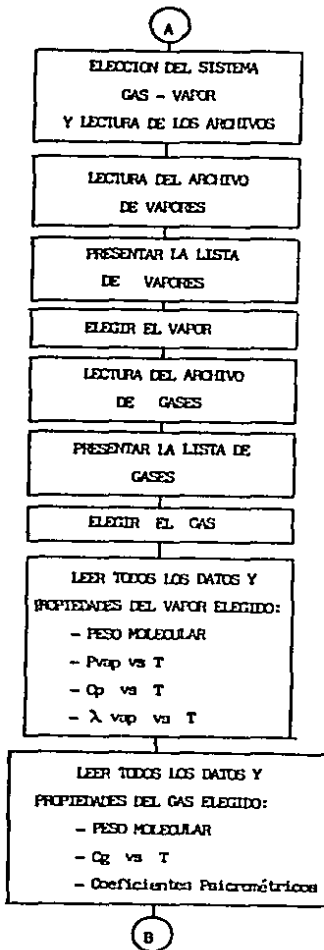 A
ELECCION DEL SISTEMA
GAS - VAPOR
Y LECTURA DE LOS ARCHIVOS
LECTURA DEL ARCHIVO
DE VAPORES
PRESENTAR LA LISTA
DE VAPORES
ELEGIR EL VAPOR
LECTURA DEL ARCHIVO
DE GASES
PRESENTAR LA LISTA DE
GASES
ELEGIR EL GAS
LEER TODOS LOS DATOS Y
PROPIEDADES DEL VAPOR ELEGIDO:
- PESO MOLECULAR
- Pvap vs T
- Cp vs T
- λ vap vs T
LEER TODOS LOS DATOS Y
PROPIEDADES DEL GAS ELEGIDO:
- PESO MOLECULAR
- Cg vs T
- Coeficientes Psicrométricos
B